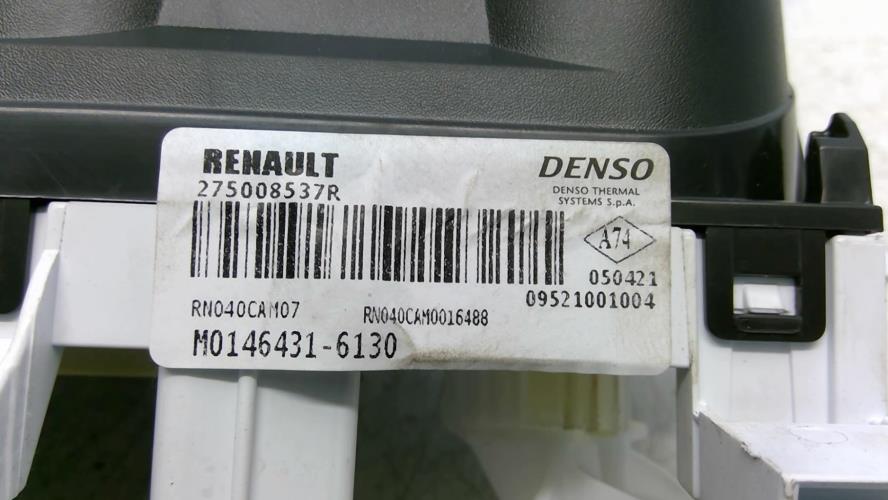 RENAULT
275008537R
DENSO
DENSO THERMAL
SYSTEMS S.p.A.
A74
050421
09521001004
RN040CAM07
RN040CAM0016488
M0146431-6130